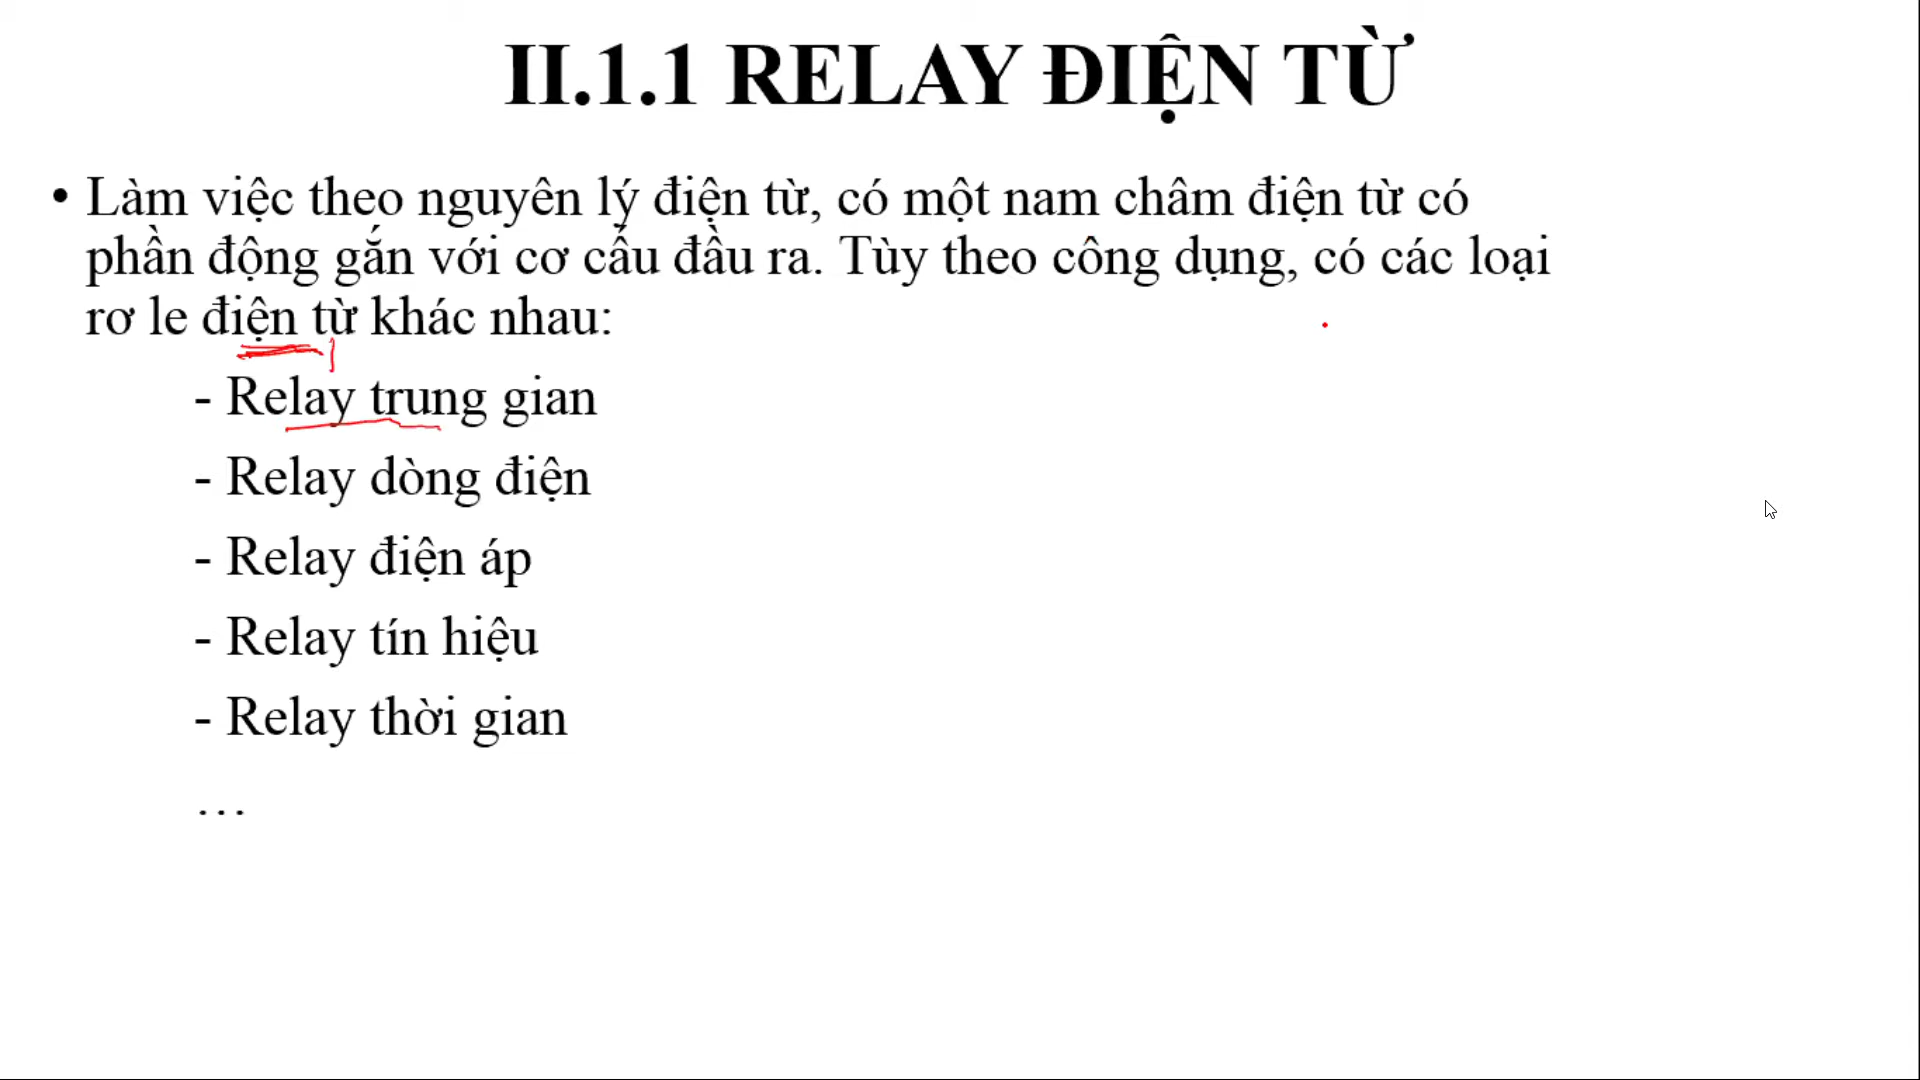 II.1.1 RELAY ĐIỆN TỪ
• Làm việc theo nguyên lý điện từ, có một nam châm điện từ có
phần động gắn với cơ cấu đầu ra. Tùy theo công dụng, có các loại
rơ le điện từ khác nhau:
- Relay trung gian
- Relay dòng điện
- Relay điện áp
- Relay tín hiệu
- Relay thời gian
…